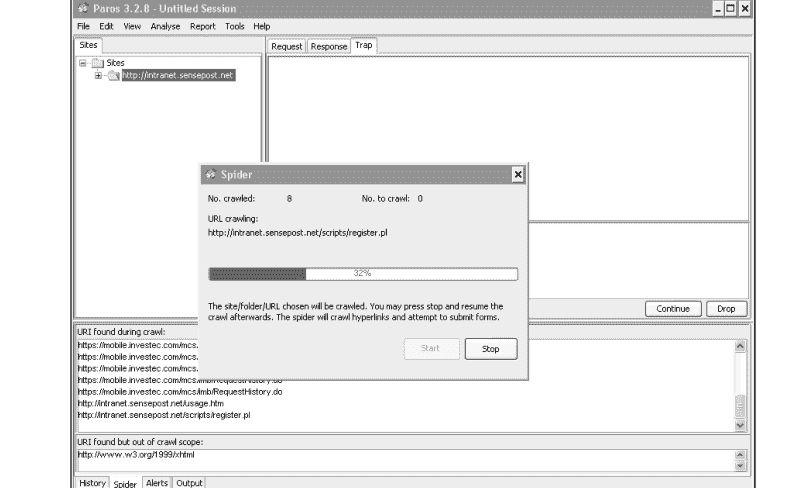 Paros 3.2.8 - Untitled Session
File Edit View Analyse Report Tools Help
Sites
Request Response Trap
Sites
http://intranet.sensepost.net
Spider
No. crawled: 8 No. to crawl: 0
URL crawling:
http://intranet.sensepost.net/scripts/register.pl
32%
The site/folder/URL chosen will be crawled. You may press stop and resume the
crawl afterwards. The spider will crawl hyperlinks and attempt to submit forms.
Start Stop
Continue Drop
URI found during crawl:
https://mobile.investec.com/mcs.
https://mobile.investec.com/mcs.
https://mobile.investec.com/mcs.
https://mobile.investec.com/mcs/imb/RequestHistory.do
https://mobile.investec.com/mcs/imb/RequestHistory.do
http://intranet.sensepost.net/usage.htm
http://intranet.sensepost.net/scripts/register.pl
URI found but out of crawl scope:
http://www.w3.org/1999/xhtml
History Spider Alerts Output